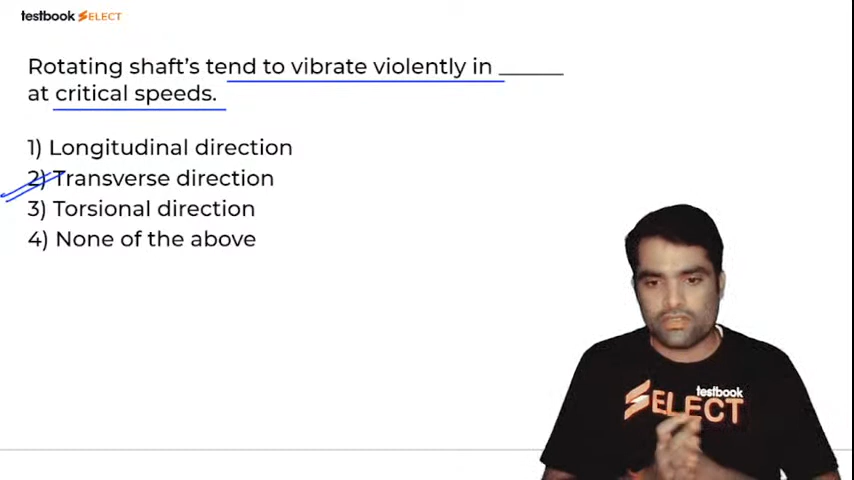 testbook SELECT
Rotating shaft's tend to vibrate violently in ______
at critical speeds.
1) Longitudinal direction
2) Transverse direction
3) Torsional direction
4) None of the above
testbook
SELECT